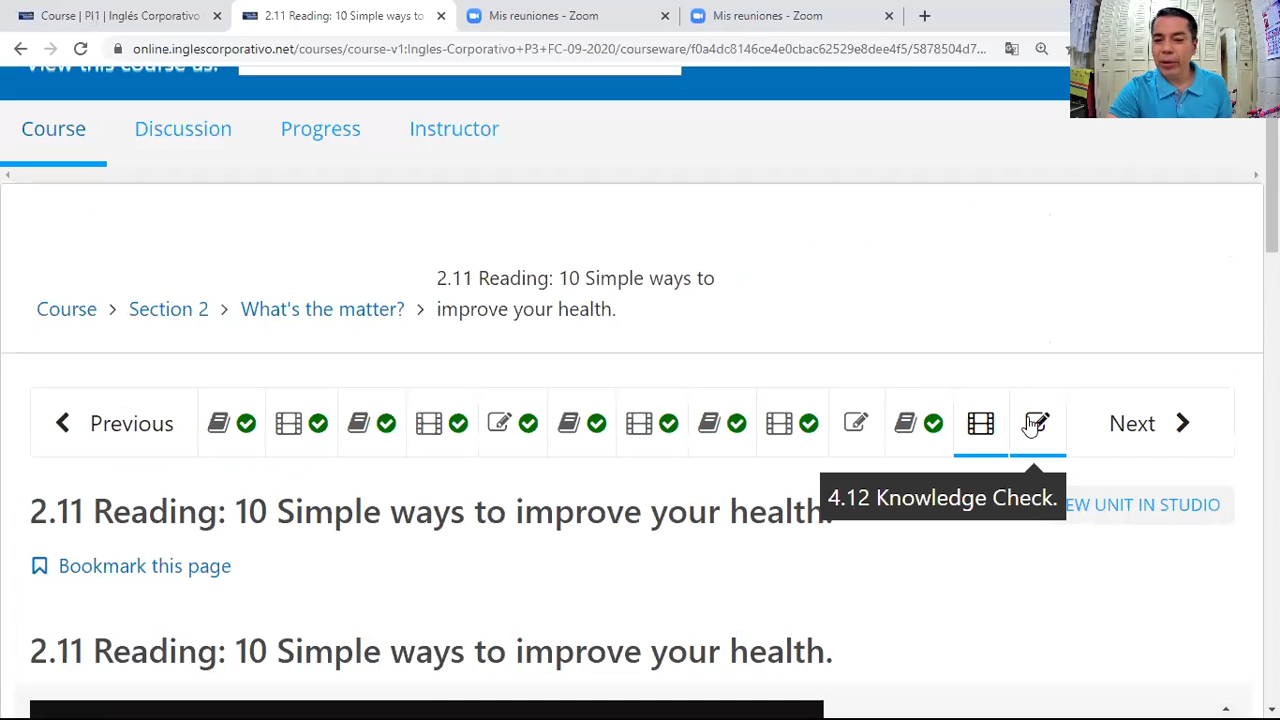 Course | Pi1 | Inglés Corporativo
2.11 Reading: 10 Simple ways to
Mis reuniones - Zoom
Mis reuniones - Zoom
online.inglescorporativo.net/courses/course-v1:Ingles-Corporativo+P3+FC-09-2020/courseware/f0a4dc8146ce4e0cbac62529e8dee4f5/5878504d7...
View this course as:
Course
Discussion
Progress
Instructor
2.11 Reading: 10 Simple ways to
Course > Section 2 > What's the matter? > improve your health.
Previous
Next
4.12 Knowledge Check.
2.11 Reading: 10 Simple ways to improve your health.
EW UNIT IN STUDIO
Bookmark this page
2.11 Reading: 10 Simple ways to improve your health.